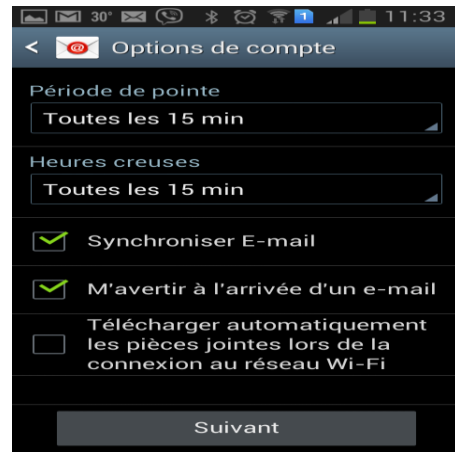 30° 1 11:33
< @ Options de compte
Période de pointe
Toutes les 15 min
Heures creuses
Toutes les 15 min
Synchroniser E-mail
M'avertir à l'arrivée d'un e-mail
Télécharger automatiquement
les pièces jointes lors de la
connexion au réseau Wi-Fi
Suivant